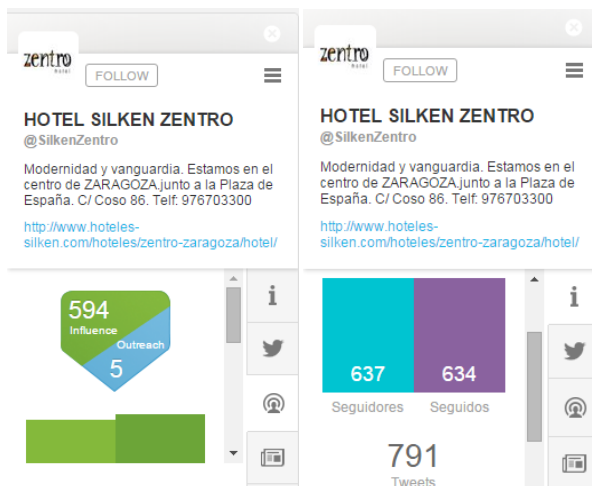 zentro
hotel
FOLLOW
HOTEL SILKEN ZENTRO
@SilkenZentro
Modernidad y vanguardia. Estamos en el
centro de ZARAGOZA,junto a la Plaza de
España. C/ Coso 86. Telf: 976703300
http://www.hoteles-
silken.com/hoteles/zentro-zaragoza/hotel/
594
Influence
Outreach
5
zentro
hotel
FOLLOW
HOTEL SILKEN ZENTRO
@SilkenZentro
Modernidad y vanguardia. Estamos en el
centro de ZARAGOZA,junto a la Plaza de
España. C/ Coso 86. Telf: 976703300
http://www.hoteles-
silken.com/hoteles/zentro-zaragoza/hotel/
637
634
Seguidores
Seguidos
791
Tweets